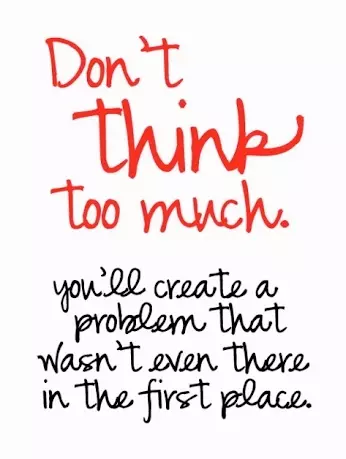 Don't
think
too much.
you'll create a
problem that
wasn't even there
in the first place.